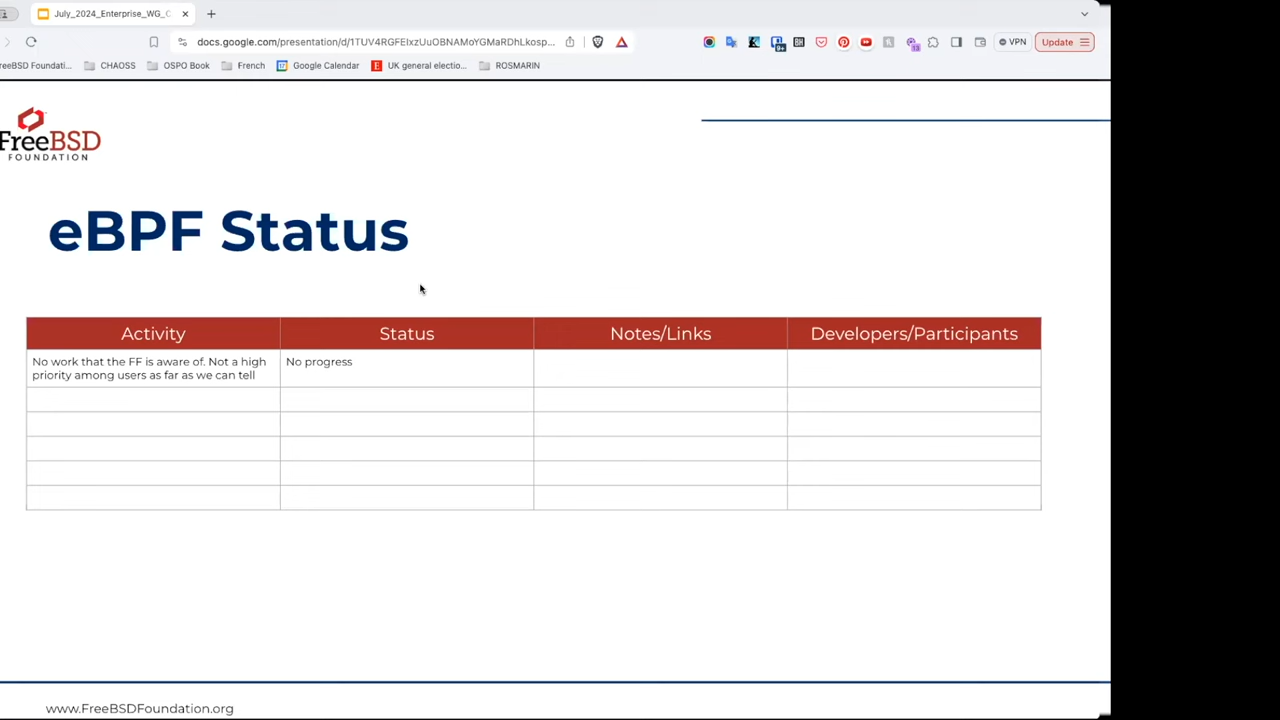 July_2024_Enterprise_WG_C
docs.google.com/presentation/d/1TUV4RGFEIxzUuOBNAMoYGMaRDhLkosp...
VPN
Update
reeBSD Foundati...
CHAOSS
OSPO Book
French
Google Calendar
UK general electio...
ROSMARIN
FreeBSD
FOUNDATION
eBPF Status
Activity
Status
Notes/Links
Developers/Participants
No work that the FF is aware of. Not a high
priority among users as far as we can tell
No progress
www.FreeBSDFoundation.org